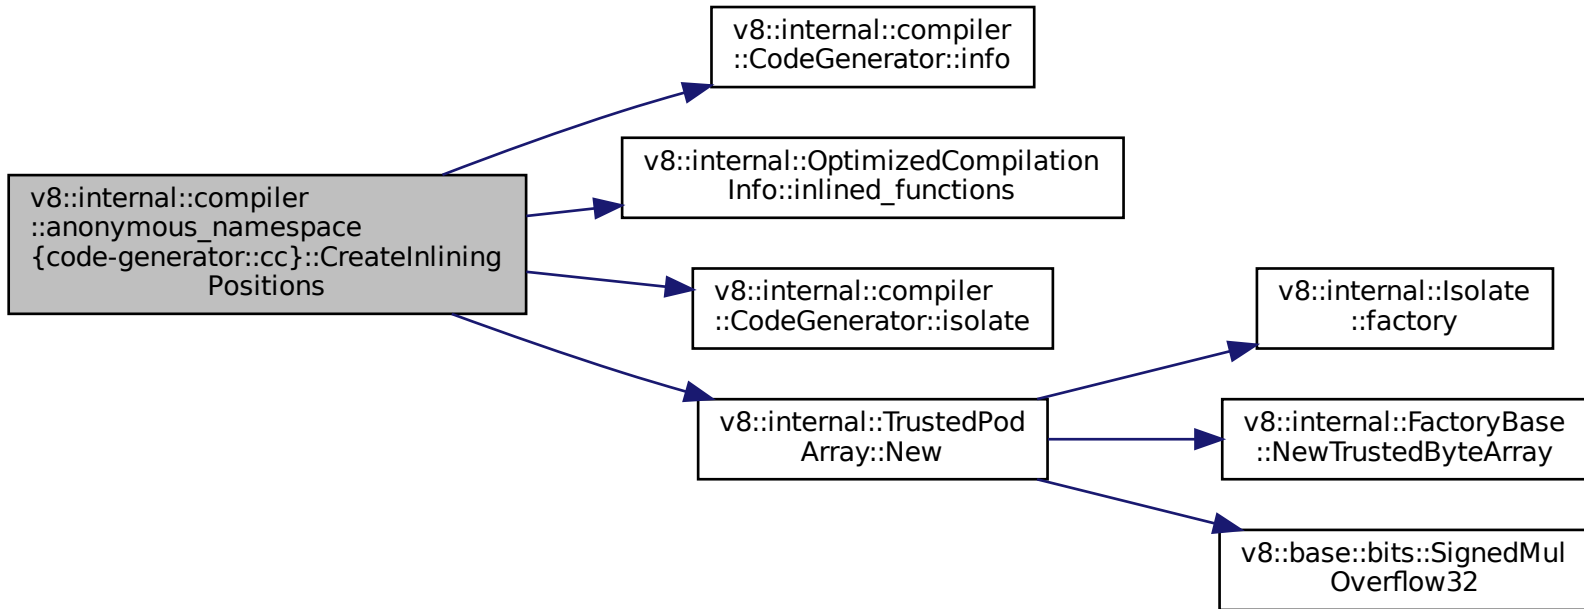 v8::internal::compiler
::CodeGenerator::info
v8::internal::OptimizedCompilation
Info::inlined_functions
v8::internal::compiler
::anonymous_namespace
{code-generator::cc}::CreateInlining
Positions
v8::internal::compiler
::CodeGenerator::isolate
v8::internal::Isolate
::factory
v8::internal::TrustedPod
Array::New
v8::internal::FactoryBase
::NewTrustedByteArray
v8::base::bits::SignedMul
Overflow32